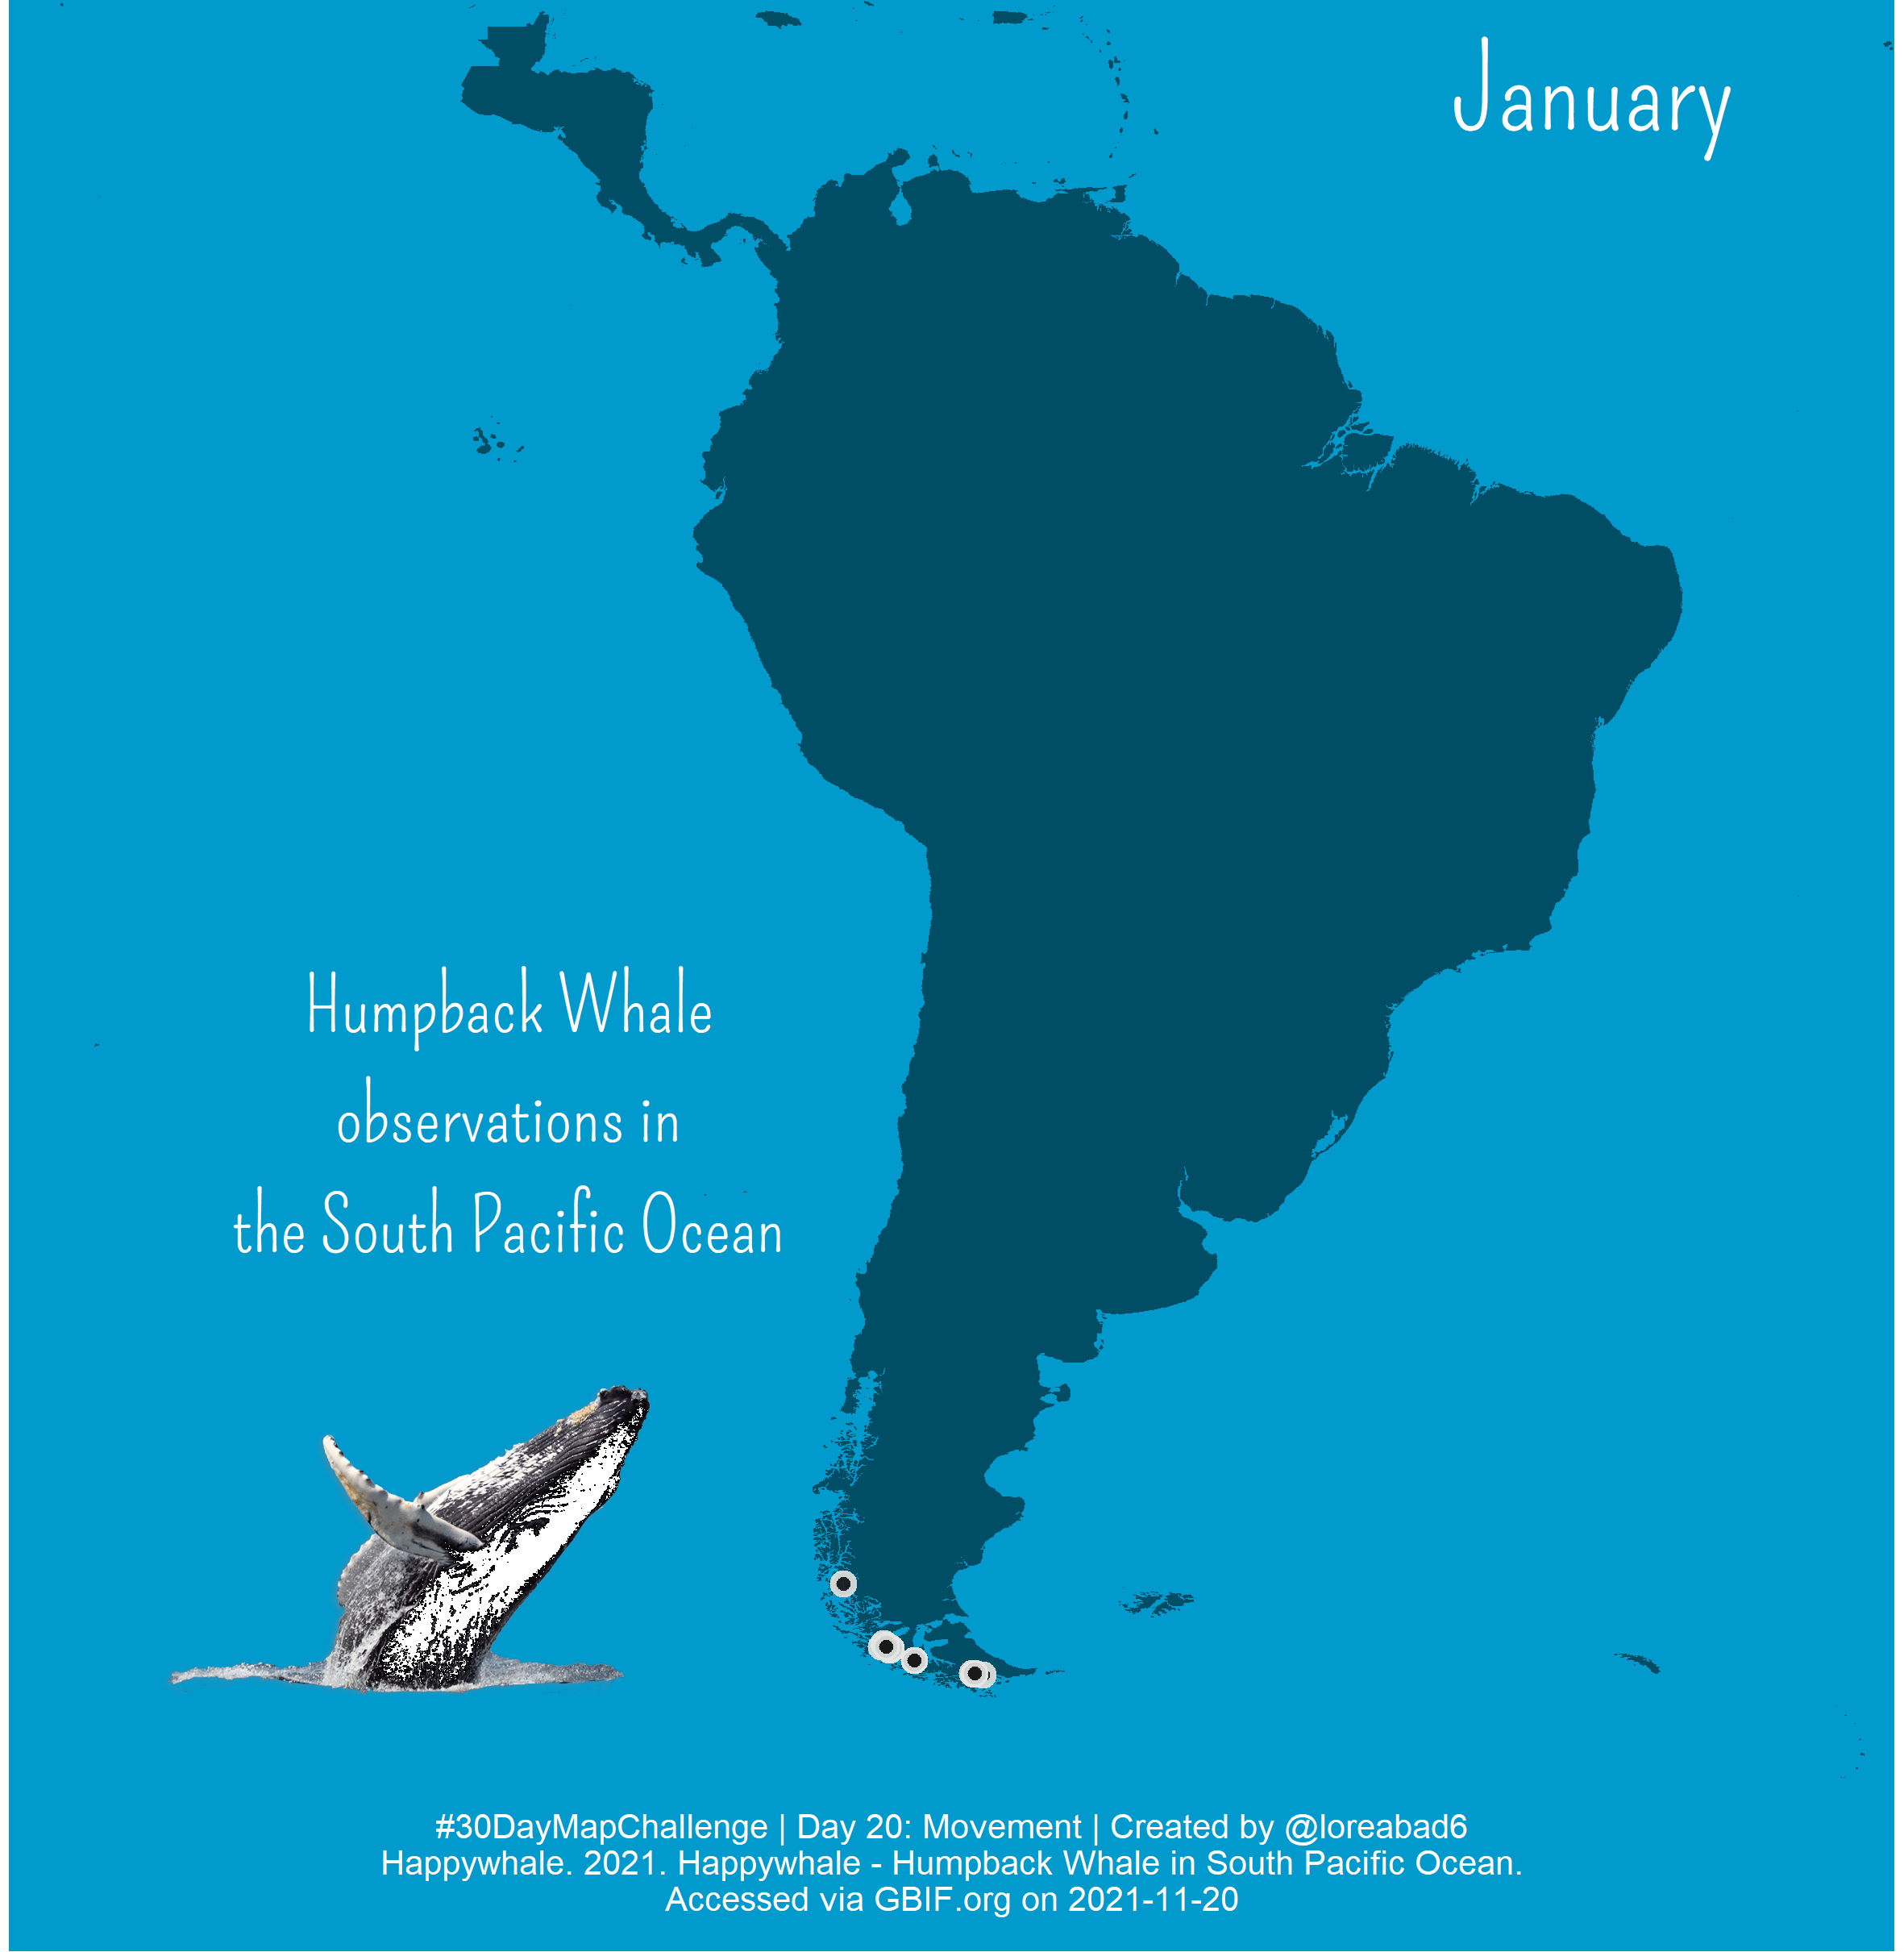 January
Humpback Whale
observations in
the South Pacific Ocean
#30DayMapChallenge | Day 20: Movement | Created by @loreabad6
Happywhale. 2021. Happywhale - Humpback Whale in South Pacific Ocean.
Accessed via GBIF.org on 2021-11-20